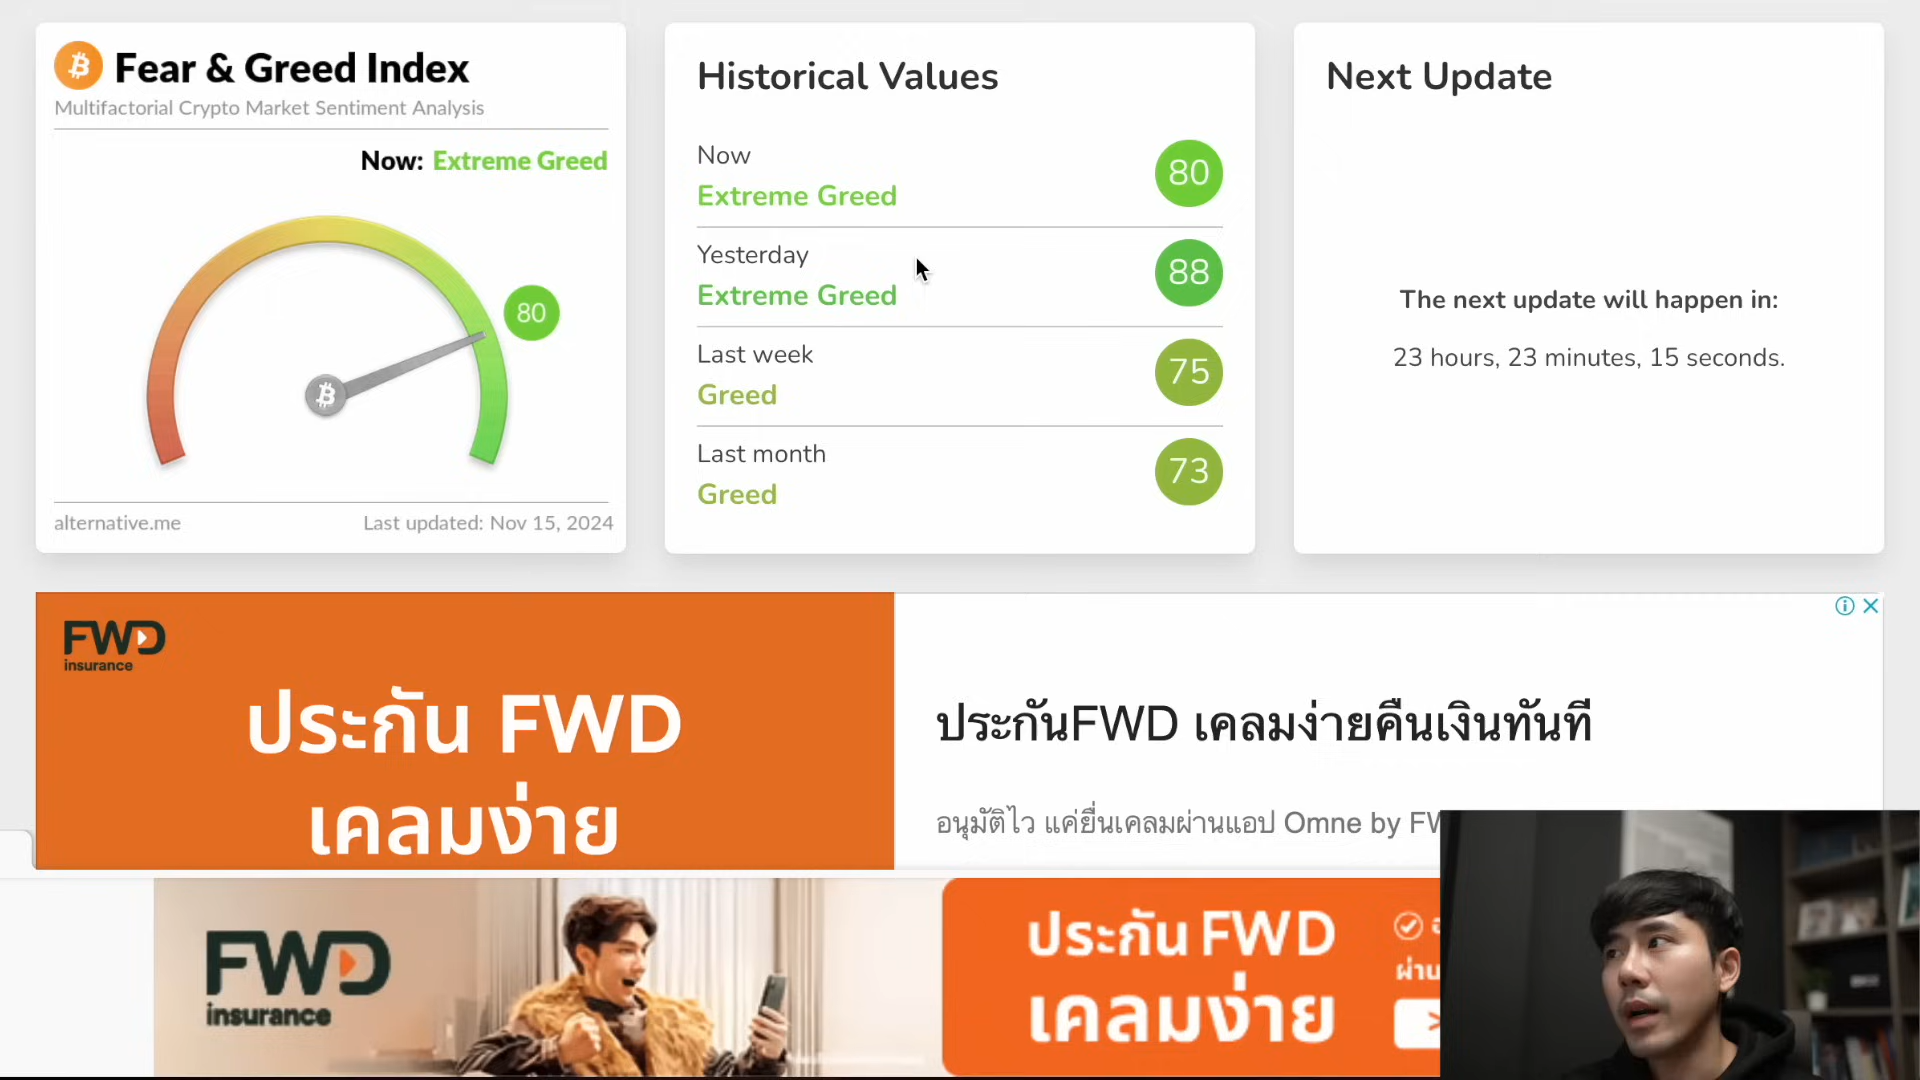 Fear & Greed Index
Multifactorial Crypto Market Sentiment Analysis
Now: Extreme Greed
80
alternative.me
Last updated: Nov 15, 2024
Historical Values
Now
Extreme Greed
80
Yesterday
Extreme Greed
88
Last week
Greed
75
Last month
Greed
73
Next Update
The next update will happen in:
23 hours, 23 minutes, 15 seconds.
FWD
insurance
ประกัน FWD
เคลมง่าย
ประกันFWD เคลมง่ายคืนเงินทันที
อนุมัติไว แค่ยื่นเคลมผ่านแอป Omne by
FWD
insurance
ประกัน FWD
เคลมง่าย
ผ่าน